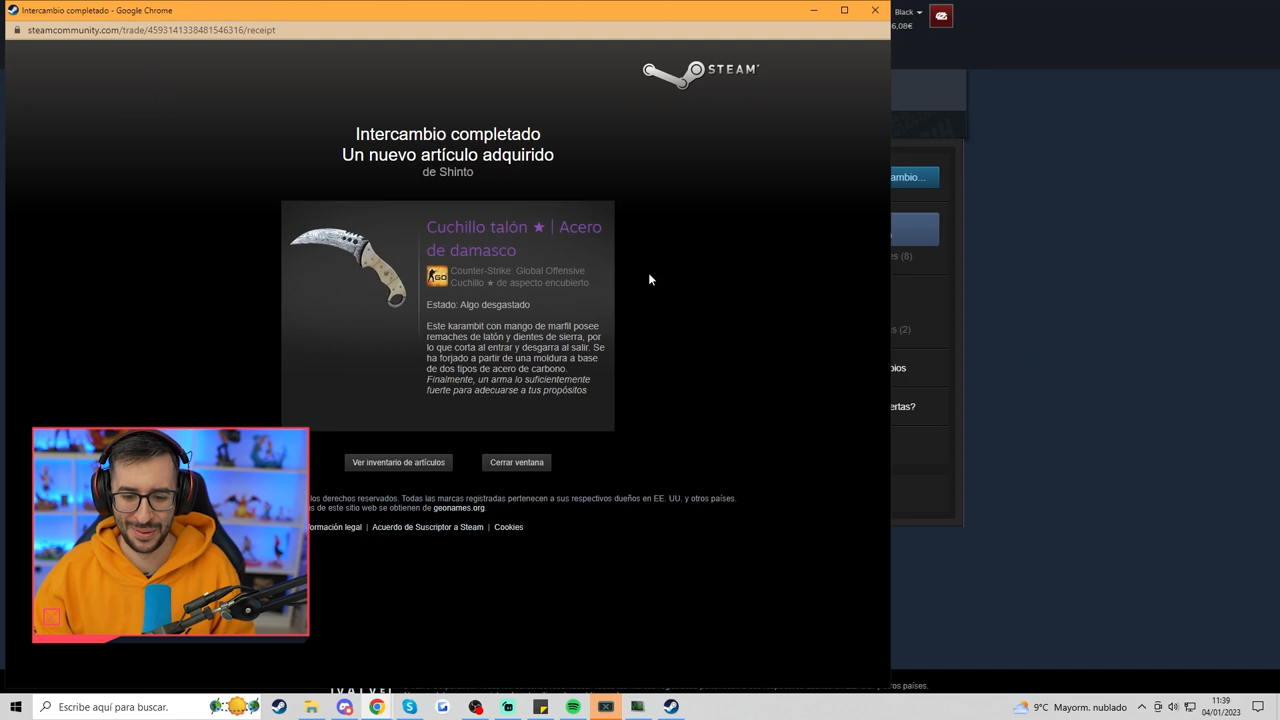 Intercambio completado - Google Chrome
steamcommunity.com/trade/4593141338481546316/receipt
Black
6,08€
STEAM
Intercambio completado
Un nuevo artículo adquirido
de Shinto
Cuchillo talón ★ | Acero
de damasco
GO
Counter-Strike: Global Offensive
Cuchillo ★ de aspecto encubierto
Estado: Algo desgastado
Este karambit con mango de marfil posee
remaches de latón y dientes de sierra, por
lo que corta al entrar y desgarra al salir. Se
ha forjado a partir de una moldura a base
de dos tipos de acero de carbono.
Finalmente, un arma lo suficientemente
fuerte para adecuarse a tus propósitos
Ver inventario de artículos
Cerrar ventana
los derechos reservados. Todas las marcas registradas pertenecen a sus respectivos dueños en EE. UU. y otros países.
s de este sitio web se obtienen de geonames.org.
formación legal | Acuerdo de Suscriptor a Steam | Cookies
ambio...
s (8)
s (2)
bios
ertas?
ros países.
Escribe aquí para buscar.
9°C Mayorm. nublado
11:39
04/01/2023